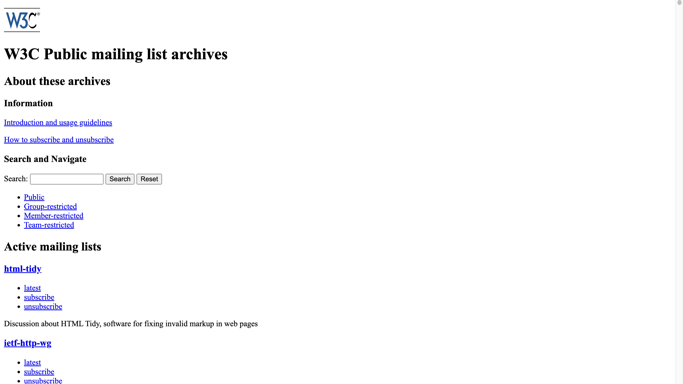 W3C®
W3C Public mailing list archives
About these archives
Information
Introduction and usage guidelines
How to subscribe and unsubscribe
Search and Navigate
Search: Search Reset
Public
Group-restricted
Member-restricted
Team-restricted
Active mailing lists
html-tidy
latest
subscribe
unsubscribe
Discussion about HTML Tidy, software for fixing invalid markup in web pages
ietf-http-wg
latest
subscribe
unsubscribe